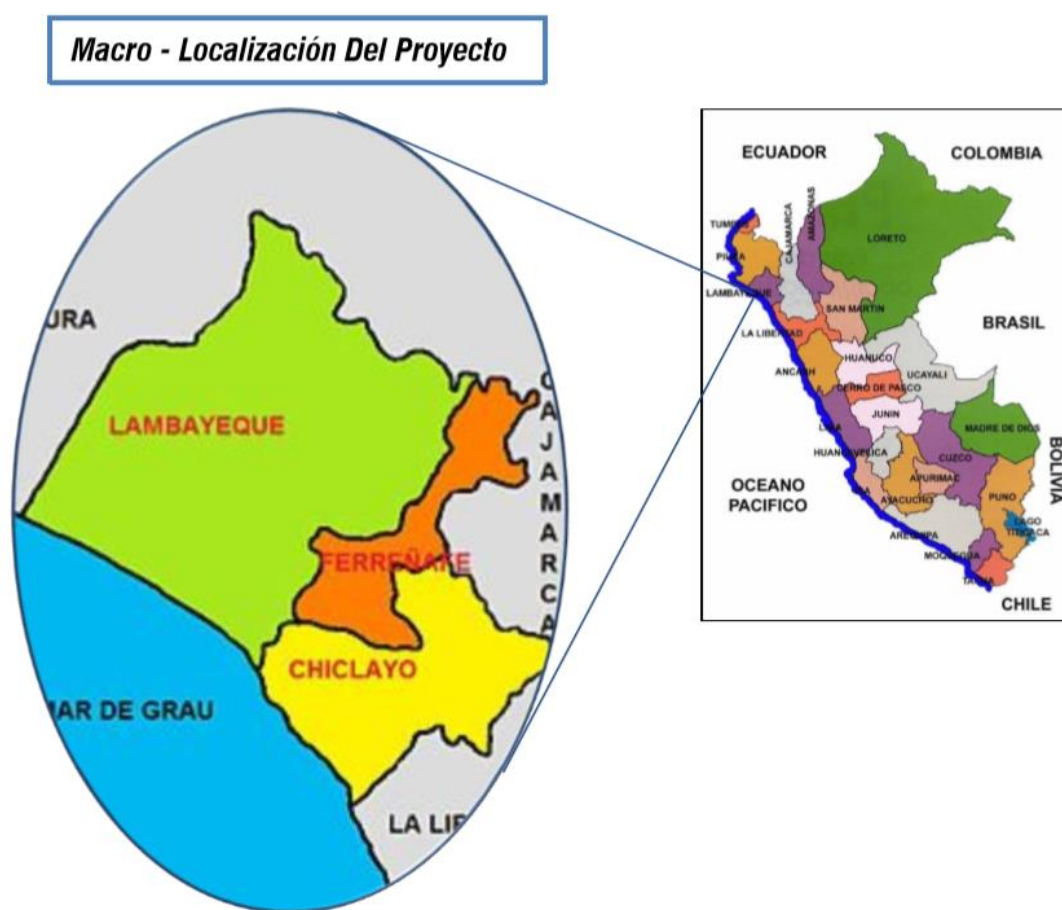 Macro - Localización Del Proyecto
URA
LAMBAYEQUE
CAJAMARCA
FERREÑAFE
CHICLAYO
MAR DE GRAU
LA LIB
ECUADOR
COLOMBIA
TUMBES
PIURA
CAJAMARCA
AMAZONAS
LORETO
LAMBAYEQUE
SAN MARTIN
LA LIBERTAD
BRASIL
HUANUCO
ANCASH
UCAYALI
CERRO DE PASCO
JUNIN
LIMA
MADRE DE DIOS
HUANCAVELICA
CUZCO
BOLIVIA
OCEANO
PACIFICO
ICA
APURIMAC
AYACUCHO
PUNO
LAGO
TITICACA
AREQUIPA
MOQUEGUA
TACNA
CHILE